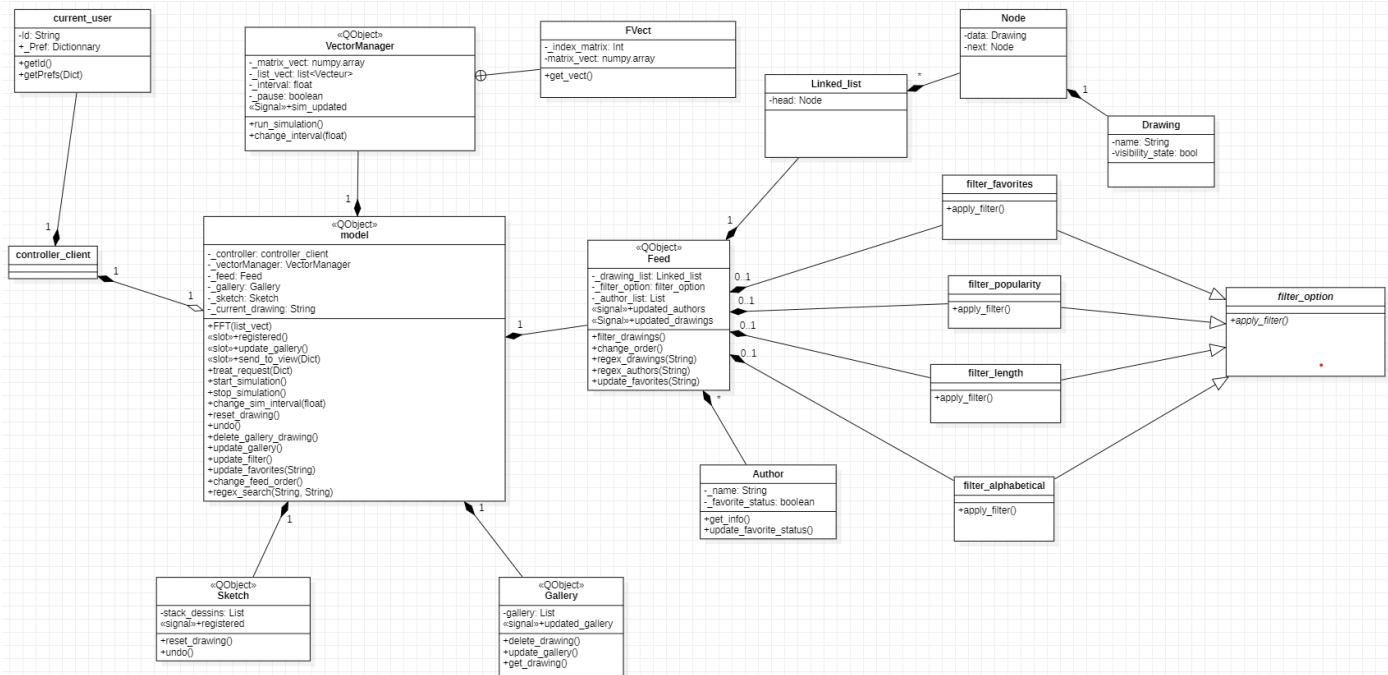 current_user
-Id: String
+_Pref: Dictionnary
+getId()
+getPrefs(Dict)
«QObject»
VectorManager
-_matrix_vect: numpy.array
-_list_vect: list<Vecteur>
-_interval: float
-_pause: boolean
«Signal»+sim_updated
+run_simulation()
+change_interval(float)
FVect
-_index_matrix: Int
-matrix_vect: numpy.array
+get_vect()
Node
-data: Drawing
-next: Node
Linked_list
-head: Node
*
1
Drawing
-name: String
-visibility_state: bool
1
1
controller_client
1
1
«QObject»
model
-_controller: controller_client
-_vectorManager: VectorManager
-_feed: Feed
-_gallery: Gallery
-_sketch: Sketch
-_current_drawing: String
+FFT(list_vect)
«slot»+registered()
«slot»+update_gallery()
«slot»+send_to_view(Dict)
+treat_request(Dict)
+start_simulation()
+stop_simulation()
+change_sim_interval(float)
+reset_drawing()
+undo()
+delete_gallery_drawing()
+update_gallery()
+update_filter()
+update_favorites(String)
+change_feed_order()
+regex_search(String, String)
1
1
1
1
«QObject»
Feed
-_drawing_list: Linked_list
-_filter_option: filter_option
-_author_list: List
«signal»+updated_authors
«Signal»+updated_drawings
+filter_drawings()
+change_order()
+regex_drawings(String)
+regex_authors(String)
+update_favorites(String)
0..1
0..1
0..1
0..1
*
filter_favorites
+apply_filter()
filter_popularity
+apply_filter()
filter_length
+apply_filter()
filter_alphabetical
+apply_filter()
filter_option
+apply_filter()
Author
-_name: String
-_favorite_status: boolean
+get_info()
+update_favorite_status()
«QObject»
Sketch
-stack_dessins: List
«signal»+registered
+reset_drawing()
+undo()
«QObject»
Gallery
-gallery: List
«signal»+updated_gallery
+delete_drawing()
+update_gallery()
+get_drawing()